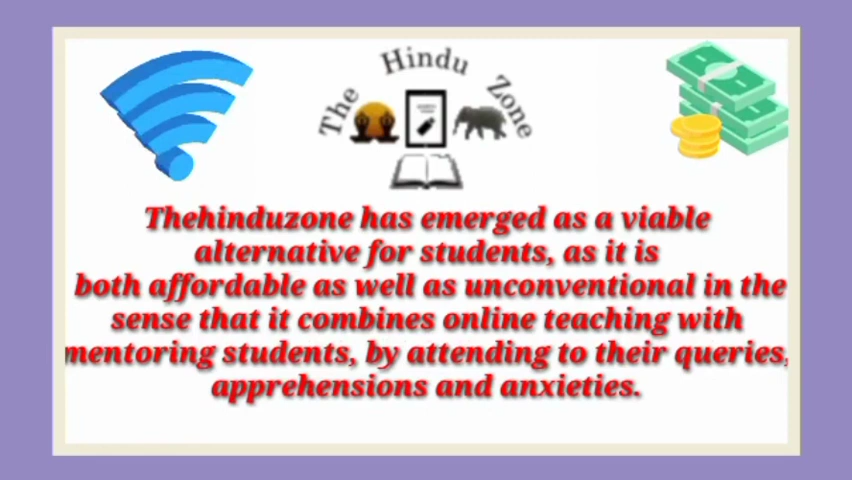 The Hindu Zone
Thehinduzone has emerged as a viable
alternative for students, as it is
both affordable as well as unconventional in the
sense that it combines online teaching with
mentoring students, by attending to their queries,
apprehensions and anxieties.